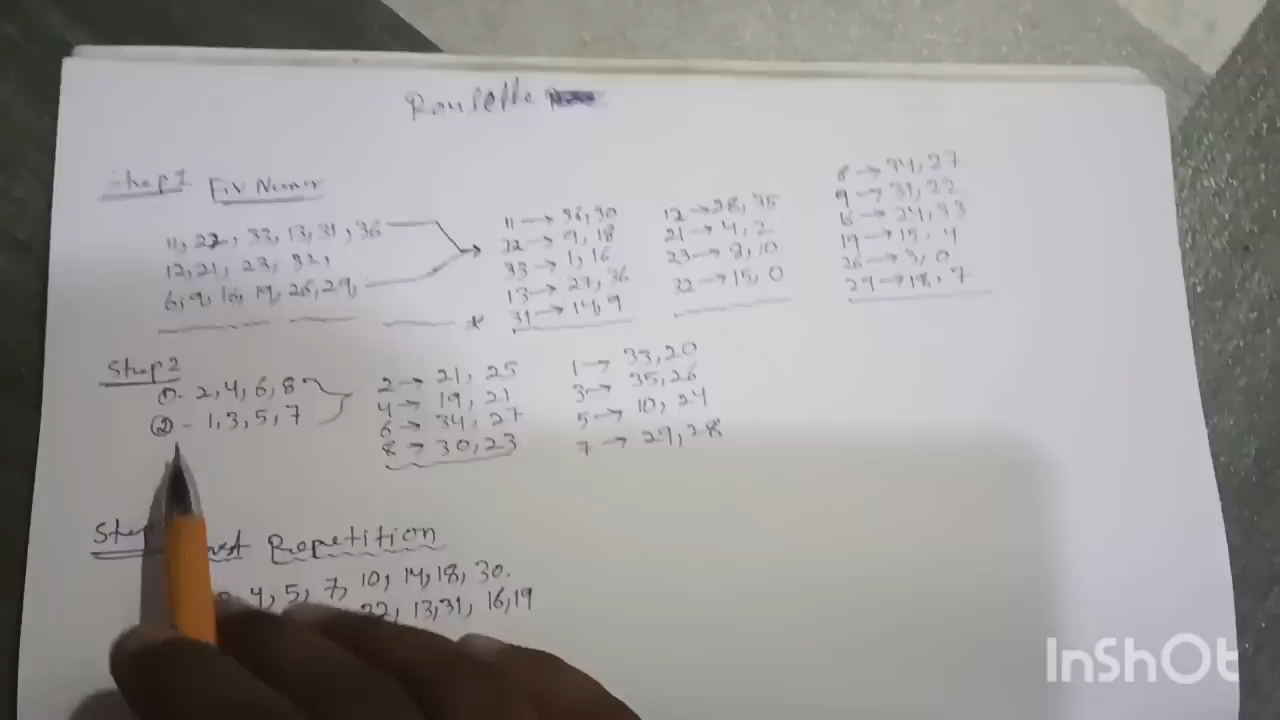 Roulette
Step1 Fix Numer
11, 22, 33, 13, 31, 36
12, 21, 23, 32,
6, 9, 16, 19, 26, 29,
11 → 36, 30
22 → 9, 18
33 → 1, 16
13 → 27, 36
31 → 14, 9
12 → 28, 35
21 → 4, 2
23 → 8, 10
32 → 15, 0
6 → 34, 27
9 → 31, 22
16 → 24, 33
19 → 15, 4
26 → 3, 0
29 → 18, 7
Step2
① - 2, 4, 6, 8
② - 1, 3, 5, 7
2 → 21, 25
4 → 19, 21
6 → 34, 27
8 → 30, 23
1 → 33, 20
3 → 35, 26
5 → 10, 24
7 → 29, 28
Step Repetition
4, 5, 7, 10, 14, 18, 30.
22, 13, 31, 16, 19
InShOt